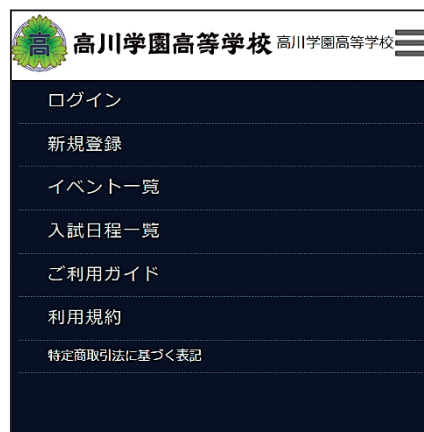 高 高川学園高等学校 高川学園高等学校
ログイン
新規登録
イベント一覧
入試日程一覧
ご利用ガイド
利用規約
特定商取引法に基づく表記